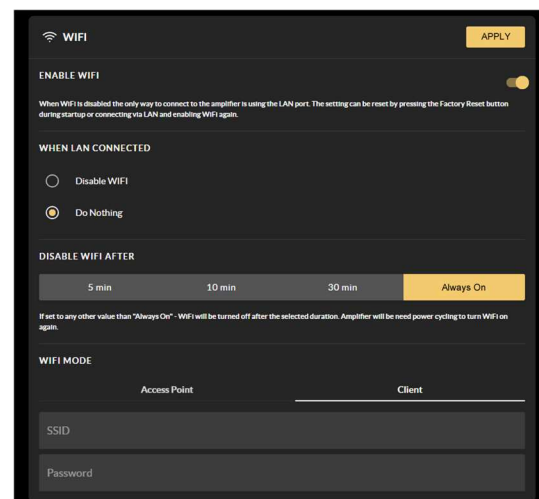 WIFI
APPLY
ENABLE WIFI
When WiFi is disabled the only way to connect to the amplifier is using the LAN port. The setting can be reset by pressing the Factory Reset button
during startup or connecting via LAN and enabling WiFi again.
WHEN LAN CONNECTED
Disable WIFI
Do Nothing
DISABLE WIFI AFTER
5 min 10 min 30 min Always On
If set to any other value than "Always On" - WiFi will be turned off after the selected duration. Amplifier will be need power cycling to turn WiFi on
again.
WIFI MODE
Access Point Client
SSID
Password